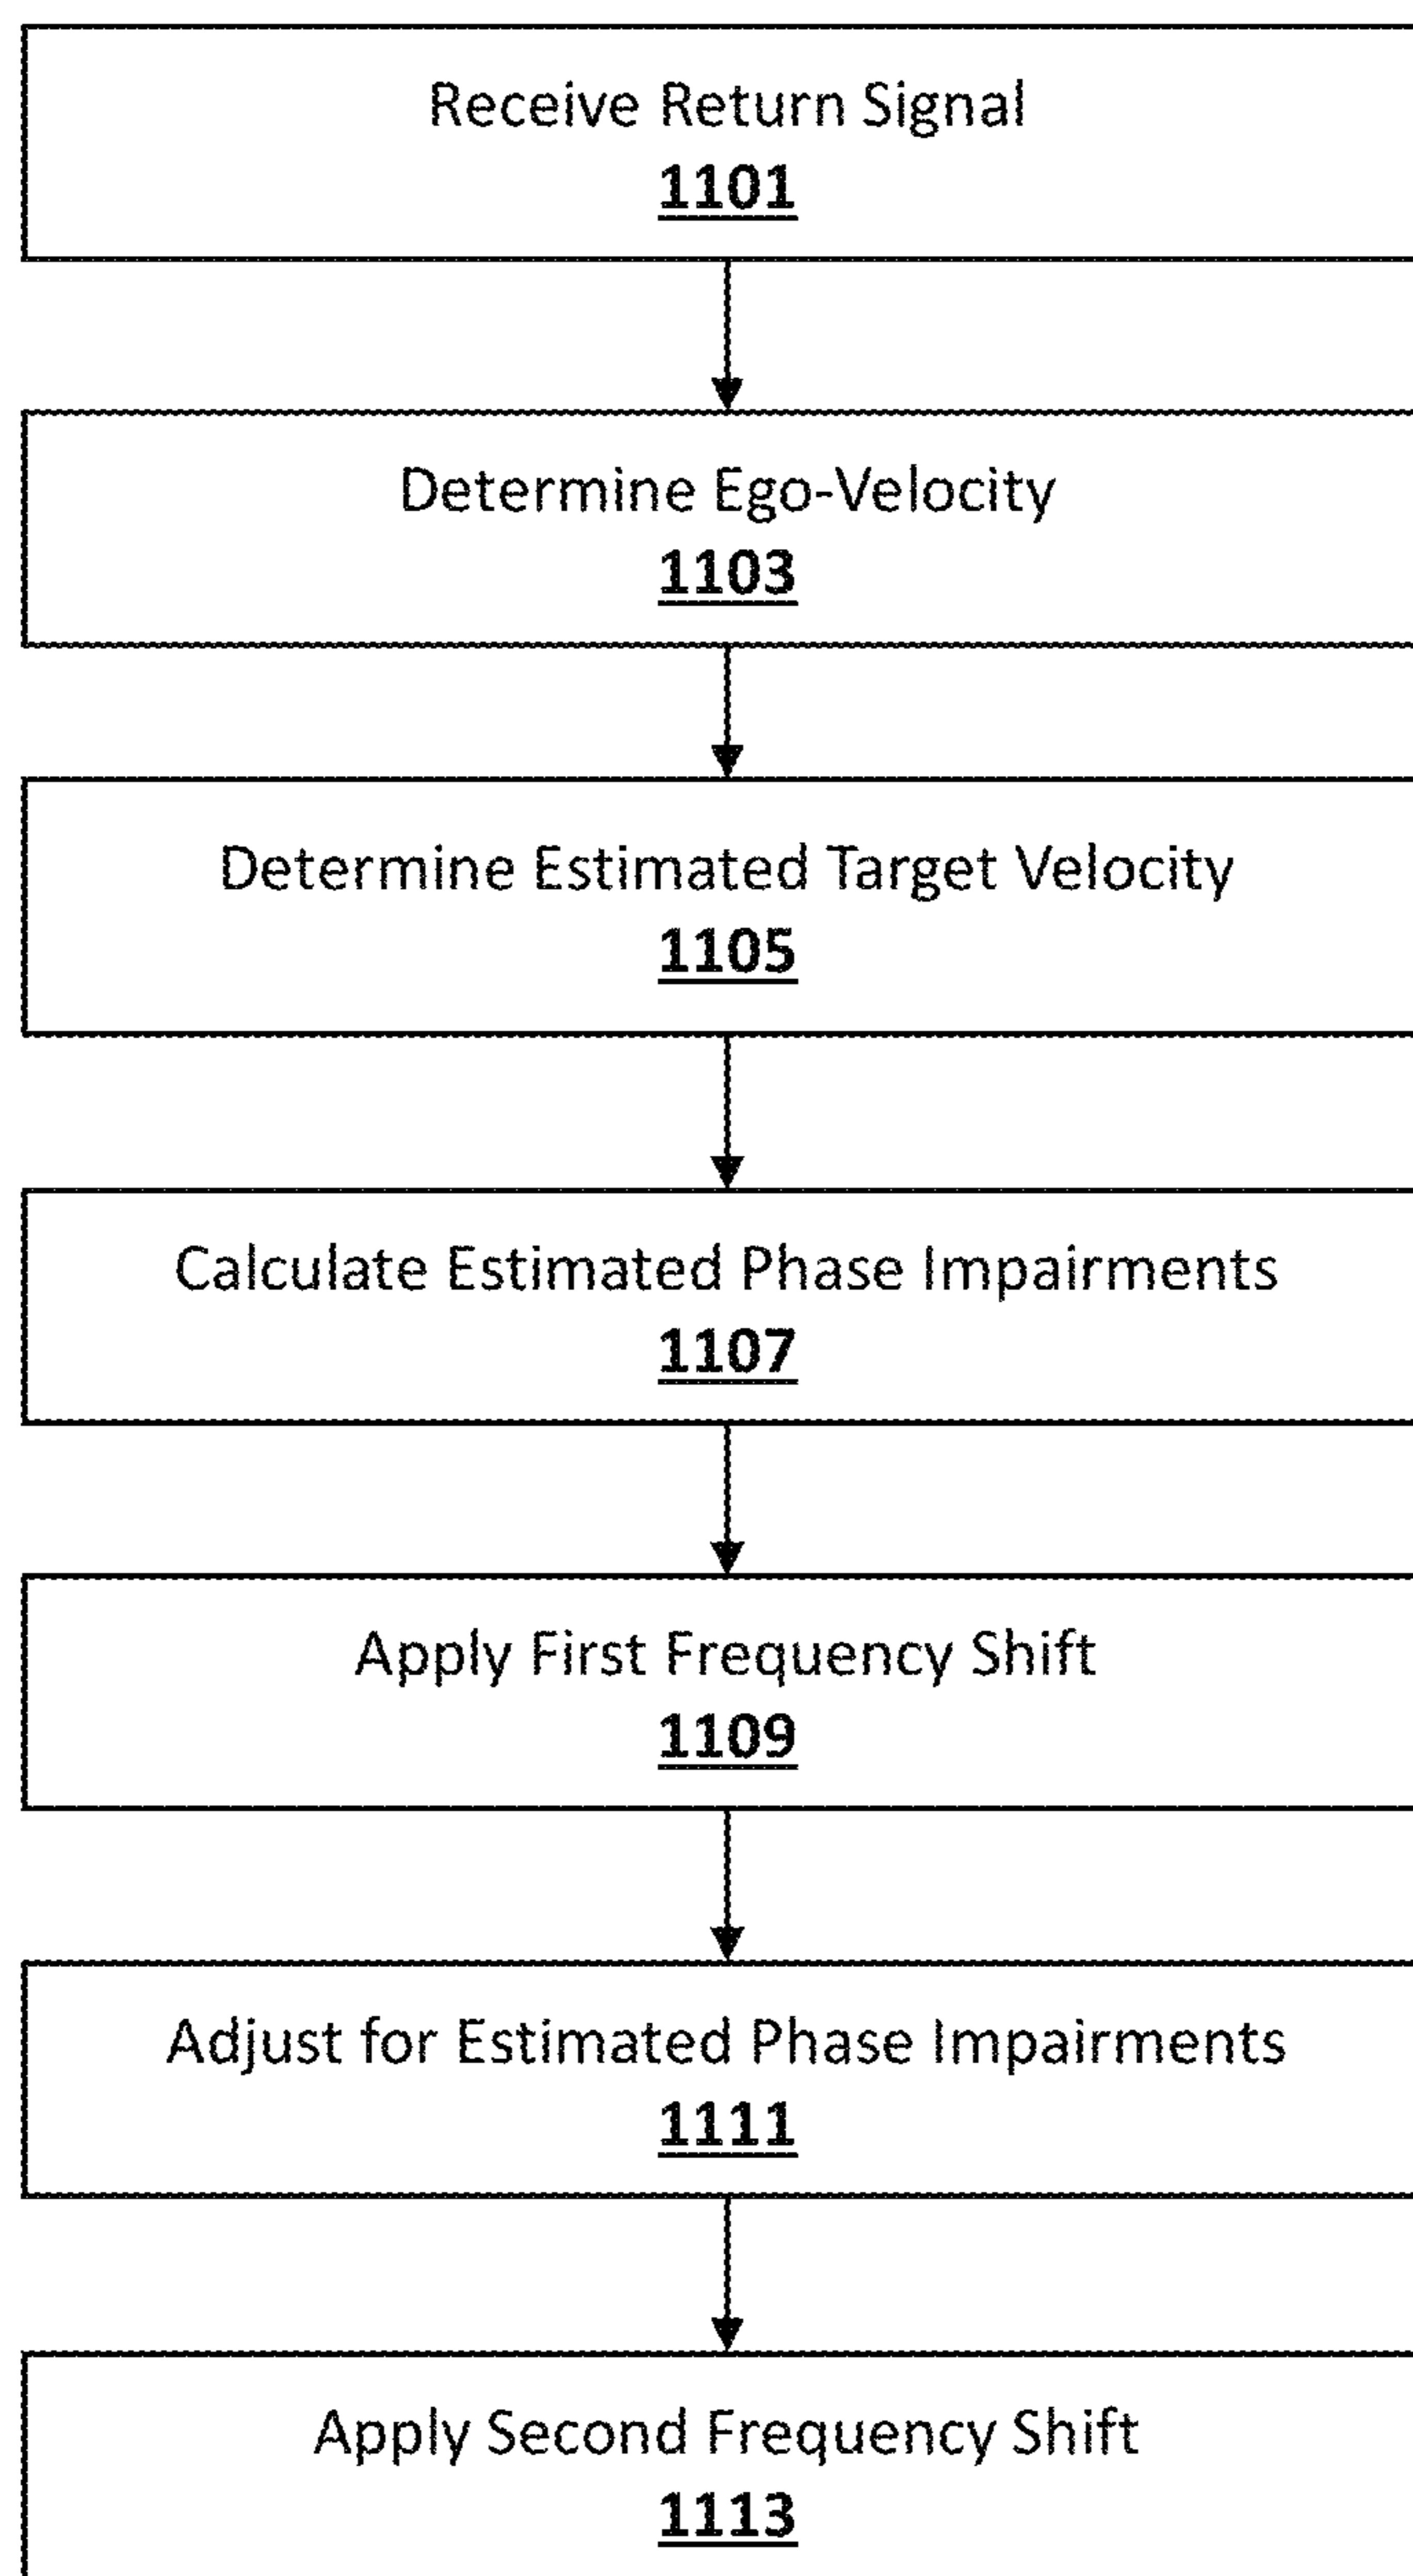 Receive Return Signal
1101
Determine Ego-Velocity
1103
Determine Estimated Target Velocity
1105
Calculate Estimated Phase Impairments
1107
Apply First Frequency Shift
1109
Adjust for Estimated Phase Impairments
1111
Apply Second Frequency Shift
1113